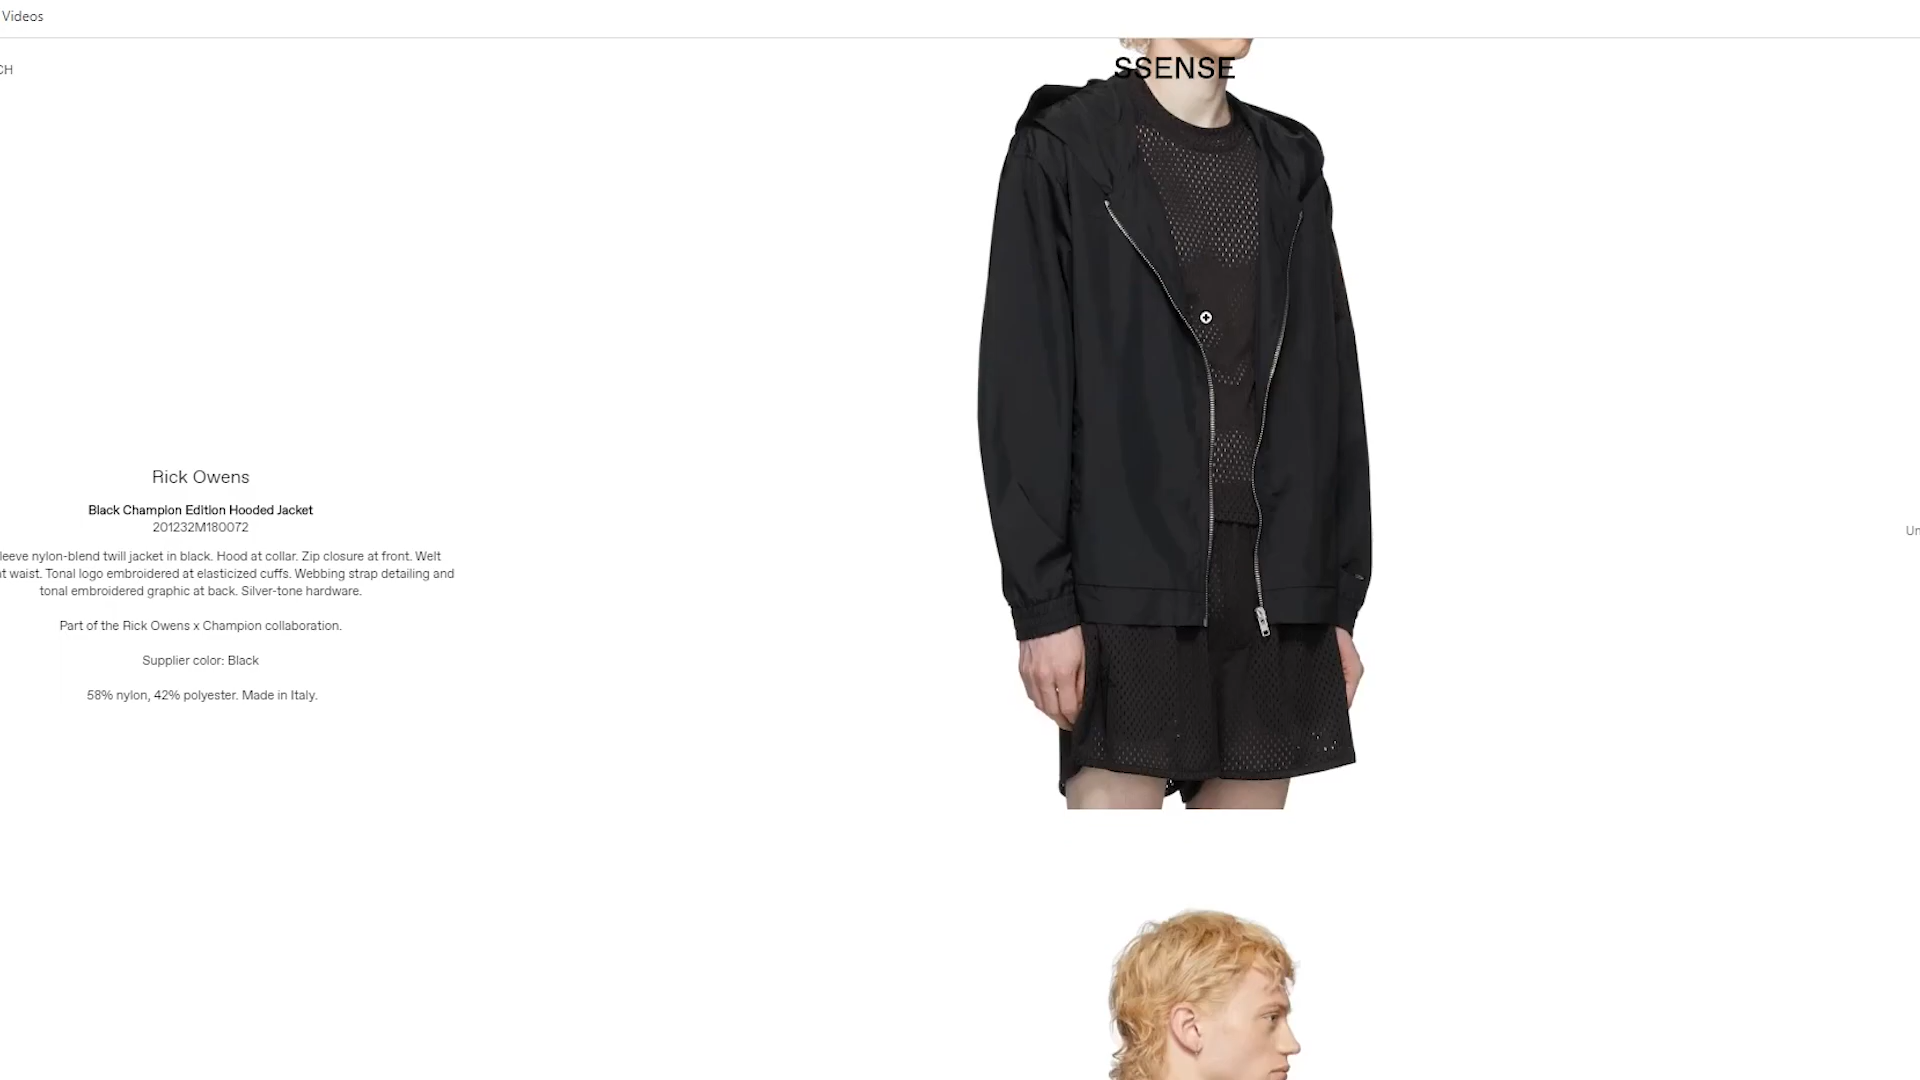 Videos
CH
SSENSE
Rick Owens
Black Champion Edition Hooded Jacket
201232M180072
leeve nylon-blend twill jacket in black. Hood at collar. Zip closure at front. Welt
t waist. Tonal logo embroidered at elasticized cuffs. Webbing strap detailing and
tonal embroidered graphic at back. Silver-tone hardware.
Part of the Rick Owens x Champion collaboration.
Supplier color: Black
58% nylon, 42% polyester. Made in Italy.
Un